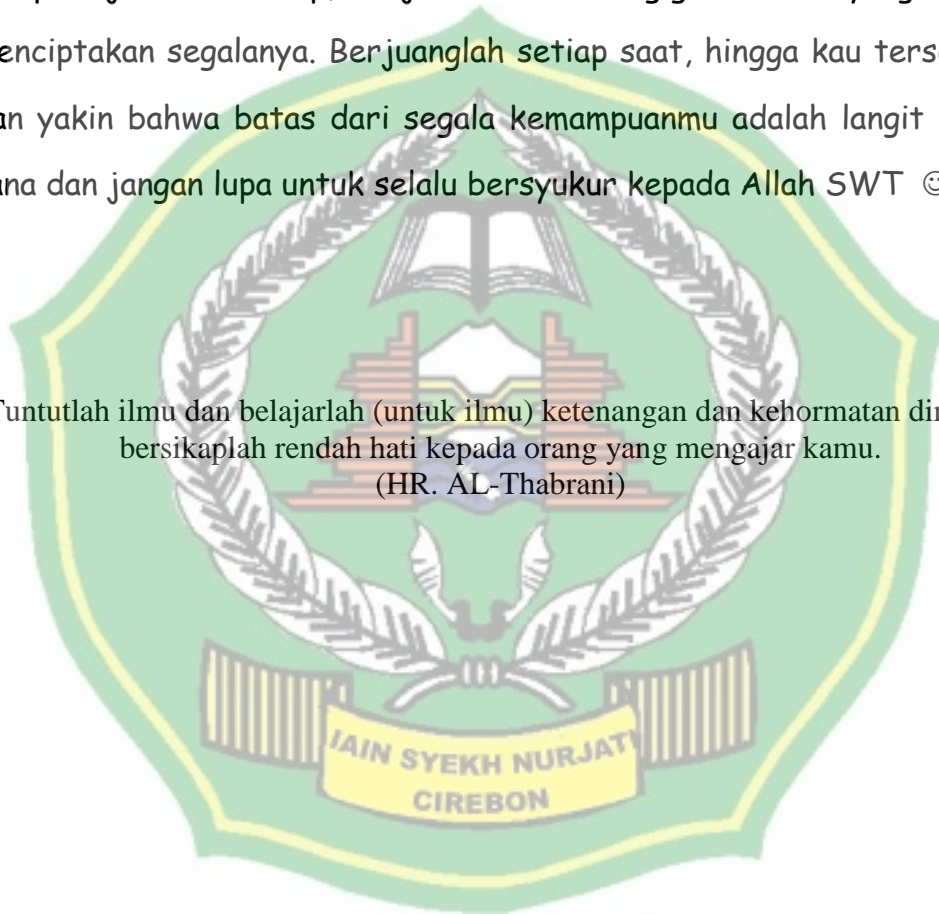 enciptakan segalanya. Berjuanglah setiap saat, hingga kau ters
an yakin bahwa batas dari segala kemampuanmu adalah langit
ana dan jangan lupa untuk selalu bersyukur kepada Allah SWT ☺
Tuntutlah ilmu dan belajarlah (untuk ilmu) ketenangan dan kehormatan di
bersikaplah rendah hati kepada orang yang mengajar kamu.
(HR. AL-Thabrani)
IAIN SYEKH NURJATI
CIREBON